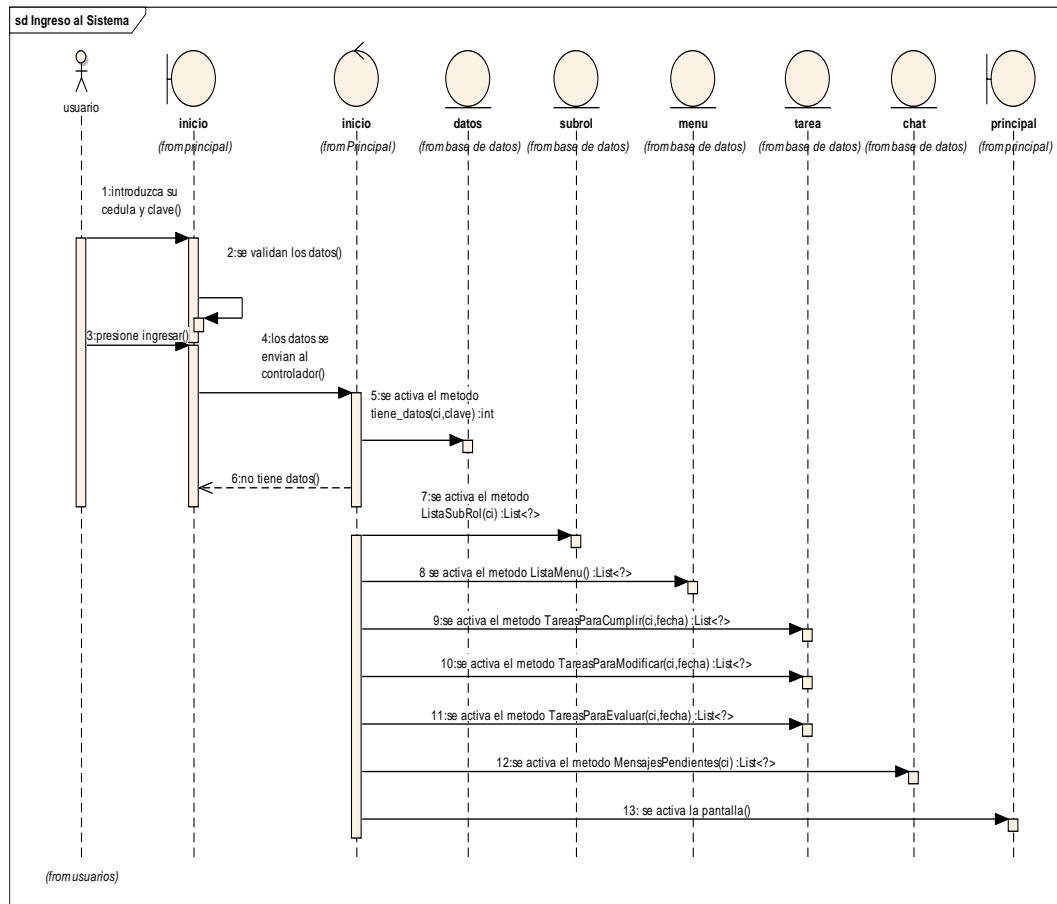 sd Ingreso al Sistema
usuario
inicio
(from principal)
inicio
(from Principal)
datos
(from base de datos)
subrol
(from base de datos)
menu
(from base de datos)
tarea
(from base de datos)
chat
(from base de datos)
principal
(from principal)
1:introduzca su
cedula y clave()
2:se validan los datos()
3:presione ingresar()
4:los datos se
envian al
controlador()
5:se activa el metodo
tiene_datos(ci,clave) :int
6:no tiene datos()
7:se activa el metodo
ListaSubRol(ci) :List<?>
8 se activa el metodo ListaMenu() :List<?>
9:se activa el metodo TareasParaCumplir(ci,fecha) :List<?>
10:se activa el metodo TareasParaModificar(ci,fecha) :List<?>
11:se activa el metodo TareasParaEvaluar(ci,fecha) :List<?>
12:se activa el metodo MensajesPendientes(ci) :List<?>
13: se activa la pantalla()
(from usuarios)